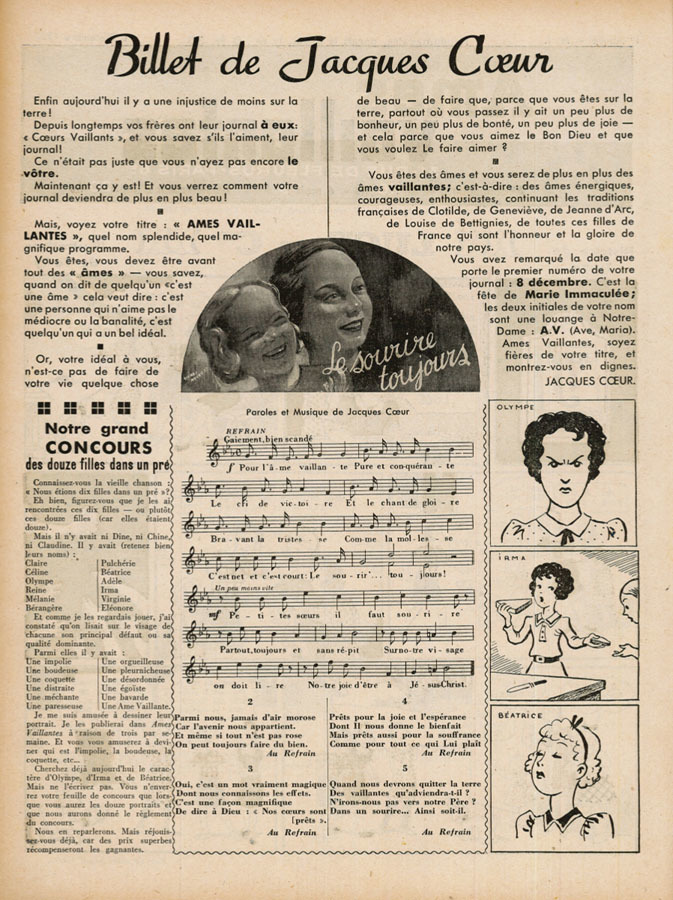 Billet de Jacques Cœur
Enfin aujourd'hui il y a une injustice de moins sur la
terre!
Depuis longtemps vos frères ont leur journal à eux:
« Cœurs Vaillants », et vous savez s'ils l'aiment, leur
journal!
Ce n'était pas juste que vous n'ayez pas encore le
vôtre.
Maintenant ça y est! Et vous verrez comment votre
journal deviendra de plus en plus beau!
Mais, voyez votre titre : « AMES VAIL-
LANTES », quel nom splendide, quel ma-
gnifique programme.
Vous êtes, vous devez être avant
tout des « âmes » — vous savez,
quand on dit de quelqu'un «c'est
une âme » cela veut dire : c'est
une personne qui n'aime pas le
médiocre ou la banalité, c'est
quelqu'un qui a un bel idéal.
Or, votre idéal à vous,
n'est-ce pas de faire de
votre vie quelque chose
de beau — de faire que, parce que vous êtes sur la
terre, partout où vous passez il y ait un peu plus de
bonheur, un peu plus de bonté, un peu plus de joie —
et cela parce que vous aimez le Bon Dieu et que
vous voulez Le faire aimer ?
Vous êtes des âmes et vous serez de plus en plus des
âmes vaillantes; c'est-à-dire : des âmes énergiques,
courageuses, enthousiastes, continuant les traditions
françaises de Clotilde, de Geneviève, de Jeanne d'Arc,
de Louise de Bettignies, de toutes ces filles de
France qui sont l'honneur et la gloire de
notre pays.
Vous avez remarqué la date que
porte le premier numéro de votre
journal : 8 décembre. C'est la
fête de Marie Immaculée;
les deux initiales de votre nom
sont une louange à Notre-
Dame : A.V. (Ave, Maria).
Ames Vaillantes, soyez
fières de votre titre, et
montrez-vous en dignes.
JACQUES CŒUR.
Le sourire
toujours
Notre grand
CONCOURS
des douze filles dans un pré
Connaissez-vous la vieille chanson :
« Nous étions dix filles dans un pré »?
Eh bien, figurez-vous que je les ai
rencontrées ces dix filles — ou plutôt
ces douze filles (car elles étaient
douze).
Mais il n'y avait ni Dine, ni Chine,
ni Claudine. Il y avait (retenez bien
leurs noms) :
Claire Pulchérie
Céline Béatrice
Olympe Adèle
Reine Irma
Mélanie Virginie
Bérangère Eléonore
Et comme je les regardais jouer, j'ai
constaté qu'on lisait sur le visage de
chacune son principal défaut ou sa
qualité dominante.
Parmi elles il y avait :
Une impolie Une orgueilleuse
Une boudeuse Une pleurnicheuse
Une coquette Une désordonnée
Une distraite Une égoïste
Une méchante Une bavarde
Une paresseuse Une Ame Vaillante.
Je me suis amusée à dessiner leur
portrait. Je les publierai dans Ames
Vaillantes à raison de trois par se-
maine. Et vous vous amuserez à devi-
ner qui est l'impolie, la boudeuse, la
coquette, etc...
Cherchez déjà aujourd'hui le carac-
tère d'Olympe, d'Irma et de Béatrice.
Mais ne l'écrivez pas. Vous n'enver-
rez votre feuille de concours que lors-
que vous aurez les douze portraits et
que nous aurons donné le règlement
du concours.
Nous en reparlerons. Mais réjouis-
sez-vous déjà, car des prix superbes
récompenseront les gagnantes.
Paroles et Musique de Jacques Cœur
REFRAIN
Gaiement, bien scandé
f Pour l'â-me vaillan - te Pure et con-quéran - te
Le cri de vic-toi - re Et le chant de gloi - re
Bra - vant la tristes - se Com-me la mol-les - se
C'est net et c'est court: Le sou - rir'... tou - jours!
Un peu moins vite
mf Pe - ti - tes sœurs il faut sou - ri - re
Partout, toujours et sans ré-pit Sur no-tre vi - sage
on doit li - re No-tre joie d'être à Jé - sus Christ.
2
Parmi nous, jamais d'air morose
Car l'avenir nous appartient.
Et même si tout n'est pas rose
On peut toujours faire du bien.
Au Refrain
3
Oui, c'est un mot vraiment magique
Dont nous connaissons les effets.
C'est une façon magnifique
De dire à Dieu : « Nos cœurs sont
[prêts ».
Au Refrain
4
Prêts pour la joie et l'espérance
Dont Il nous donne le bienfait
Mais prêts aussi pour la souffrance
Comme pour tout ce qui Lui plaît
Au Refrain
5
Quand nous devrons quitter la terre
Des vaillantes qu'adviendra-t-il ?
N'irons-nous pas vers notre Père ?
Dans un sourire... Ainsi soit-il.
Au Refrain
OLYMPE
IRMA
BÉATRICE